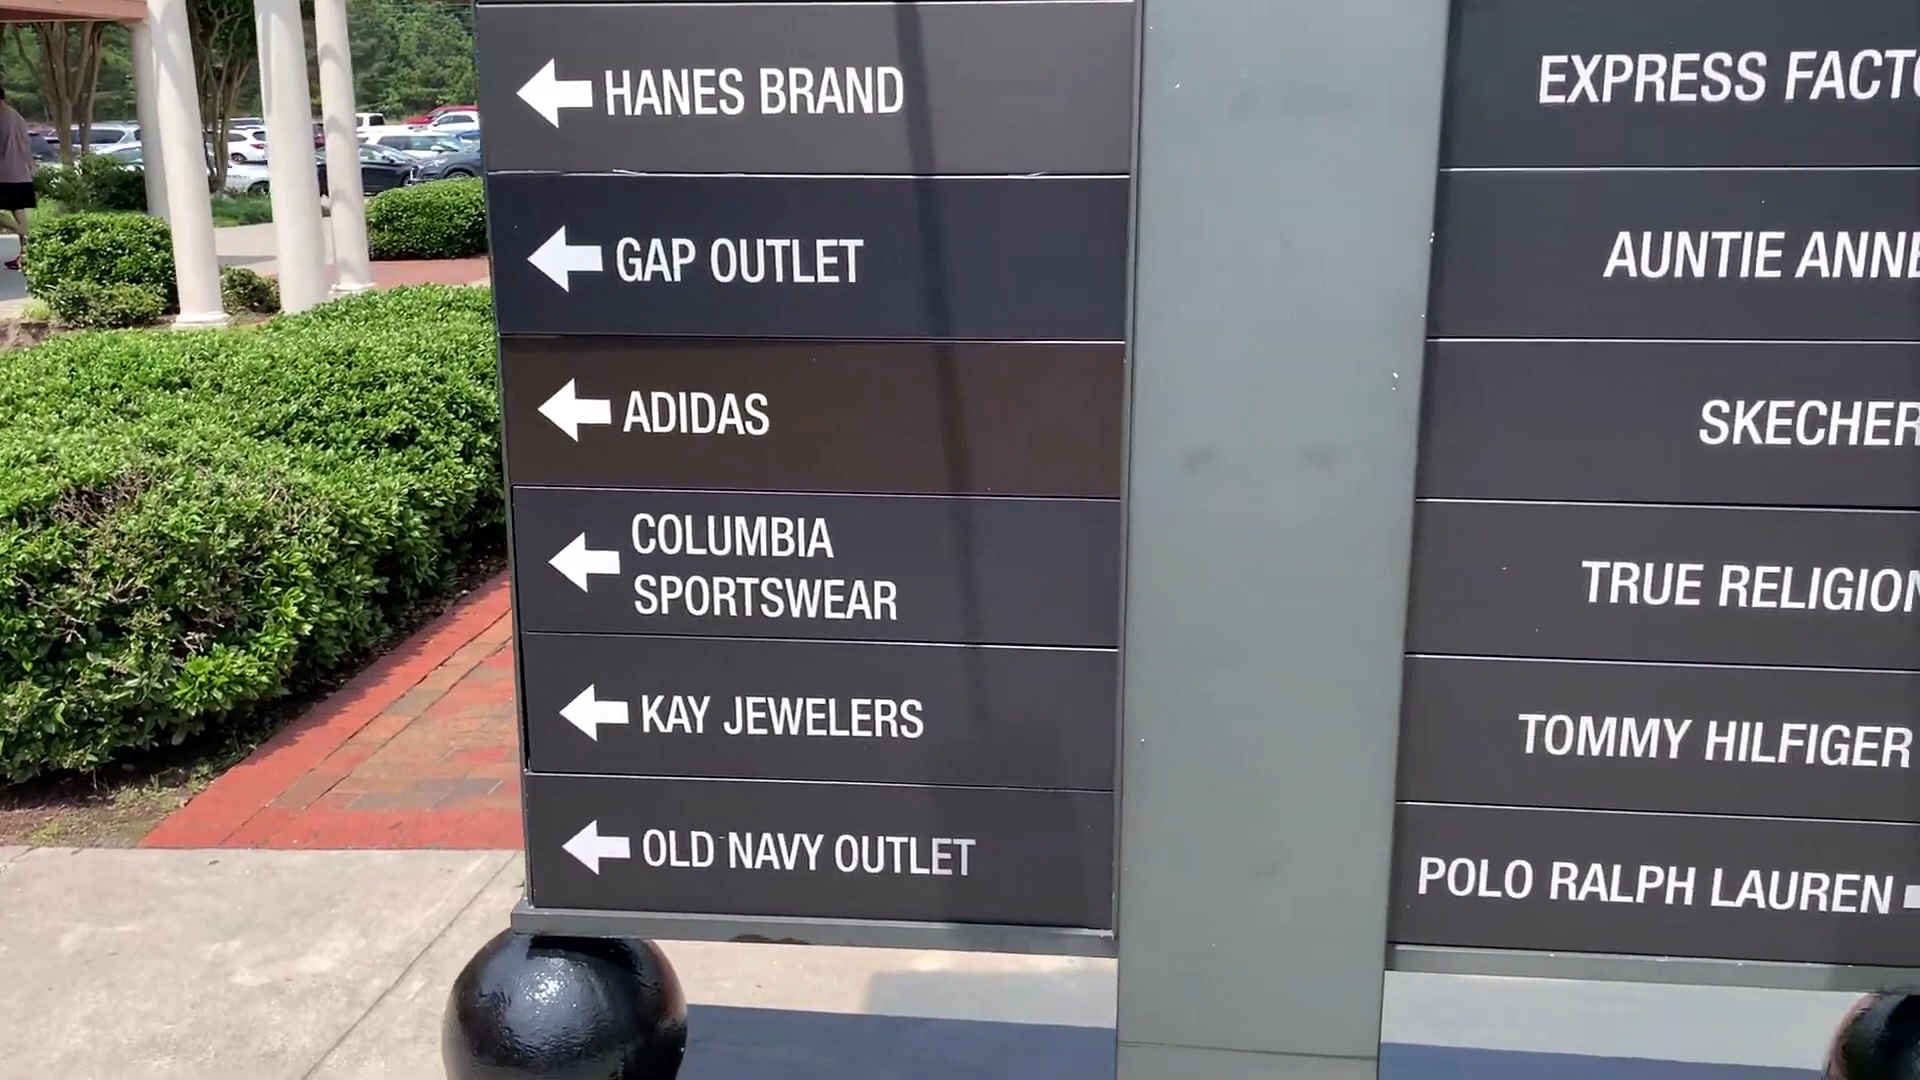 HANES BRAND
GAP OUTLET
ADIDAS
COLUMBIA
SPORTSWEAR
KAY JEWELERS
OLD NAVY OUTLET
EXPRESS FACTO
AUNTIE ANNE
SKECHER
TRUE RELIGION
TOMMY HILFIGER
POLO RALPH LAUREN